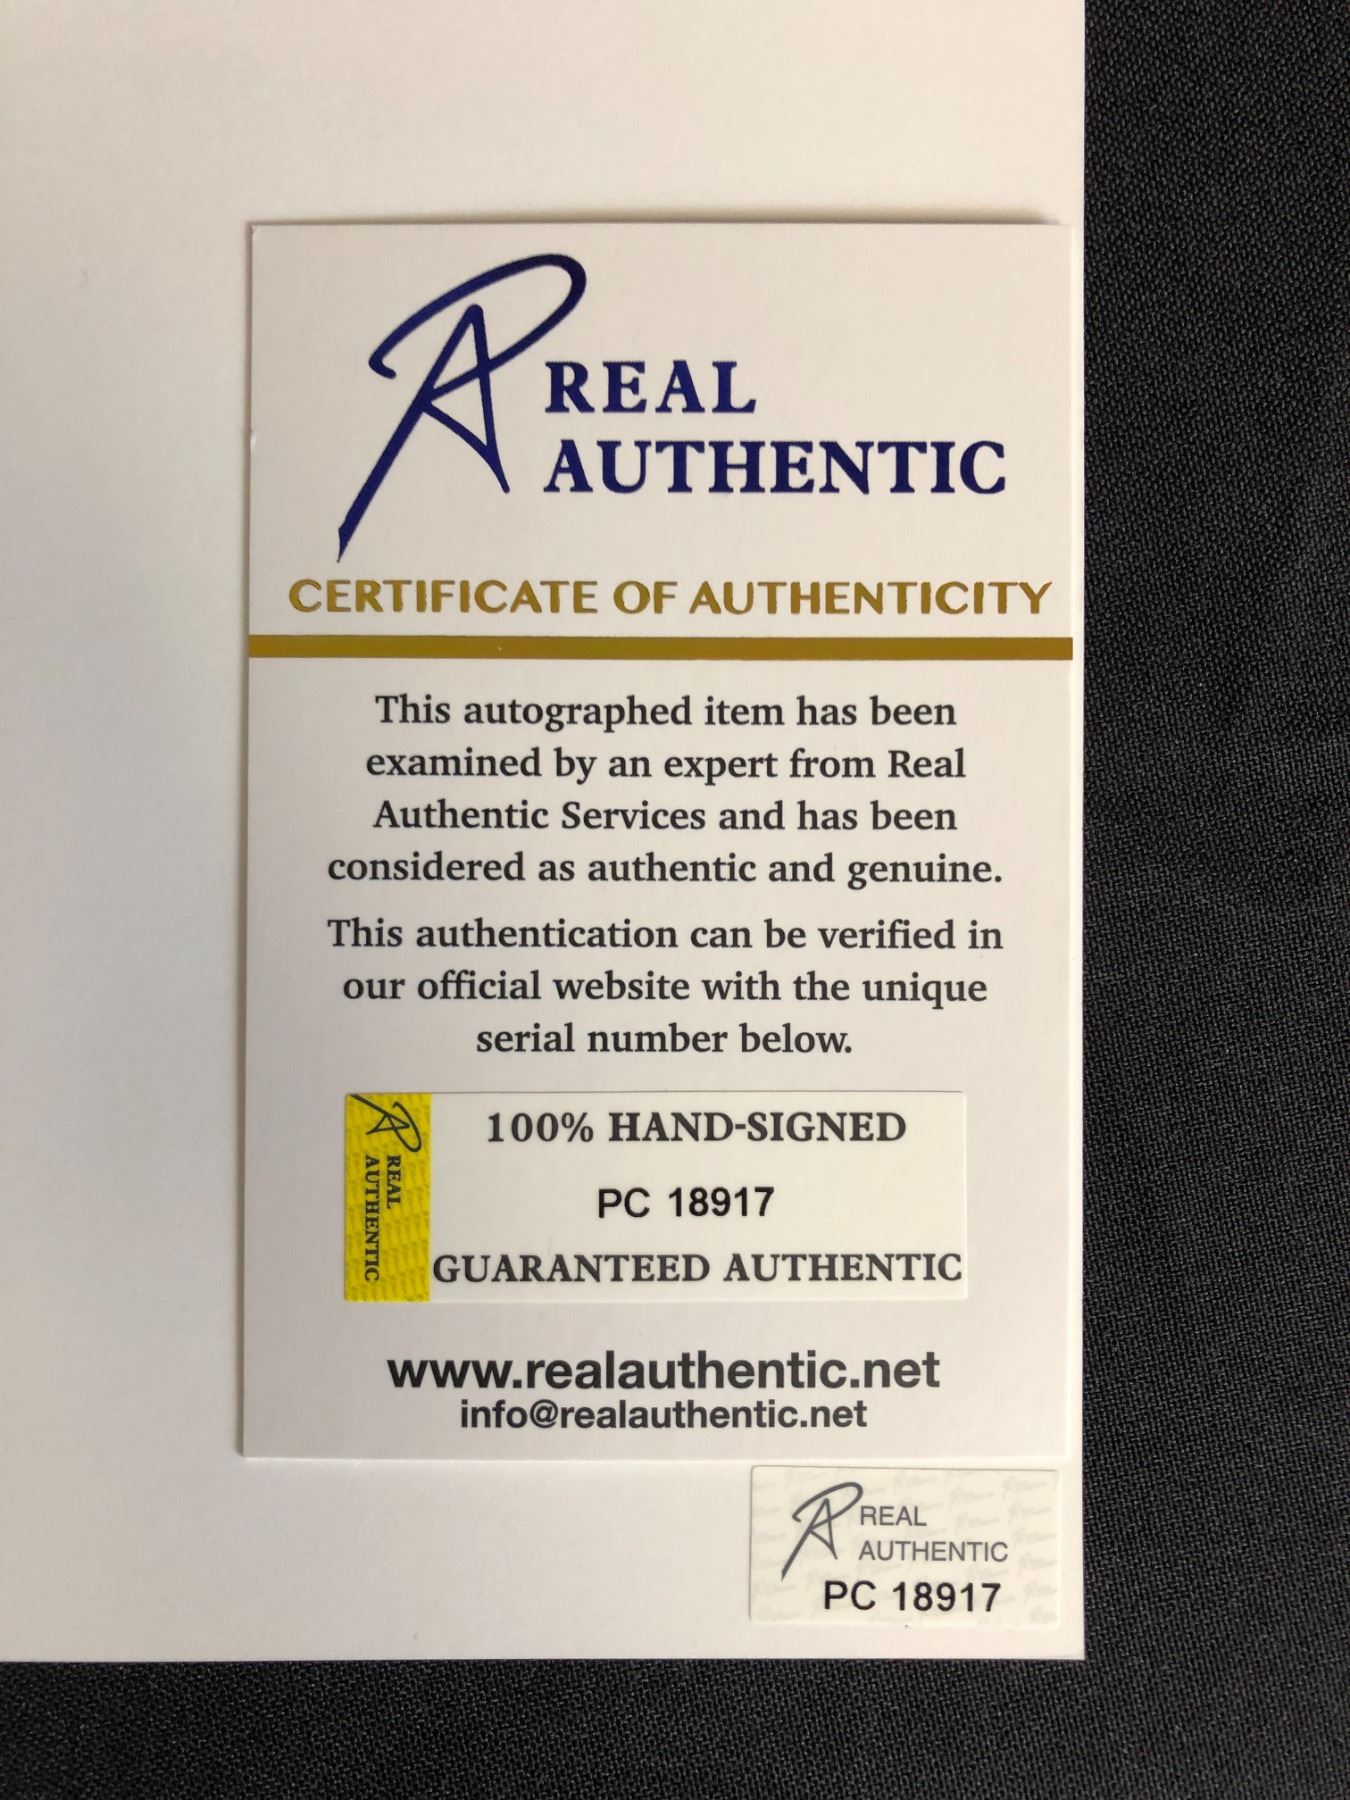 REAL
AUTHENTIC
CERTIFICATE OF AUTHENTICITY
This autographed item has been
examined by an expert from Real
Authentic Services and has been
considered as authentic and genuine.
This authentication can be verified in
our official website with the unique
serial number below.
REAL
AUTHENTIC
100% HAND-SIGNED
PC 18917
GUARANTEED AUTHENTIC
www.realauthentic.net
info@realauthentic.net
REAL
AUTHENTIC
PC 18917